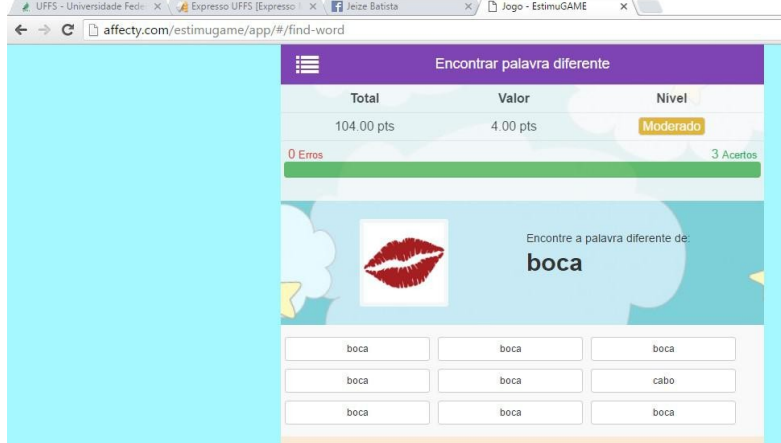 UFFS - Universidade Fede
Expresso UFFS [Expresso
Jeize Batista
Jogo - EstimuGAME
affecty.com/estimugame/app/#/find-word
Encontrar palavra diferente
Total Valor Nivel
104.00 pts 4.00 pts Moderado
0 Erros 3 Acertos
Encontre a palavra diferente de:
boca
boca boca boca
boca boca cabo
boca boca boca